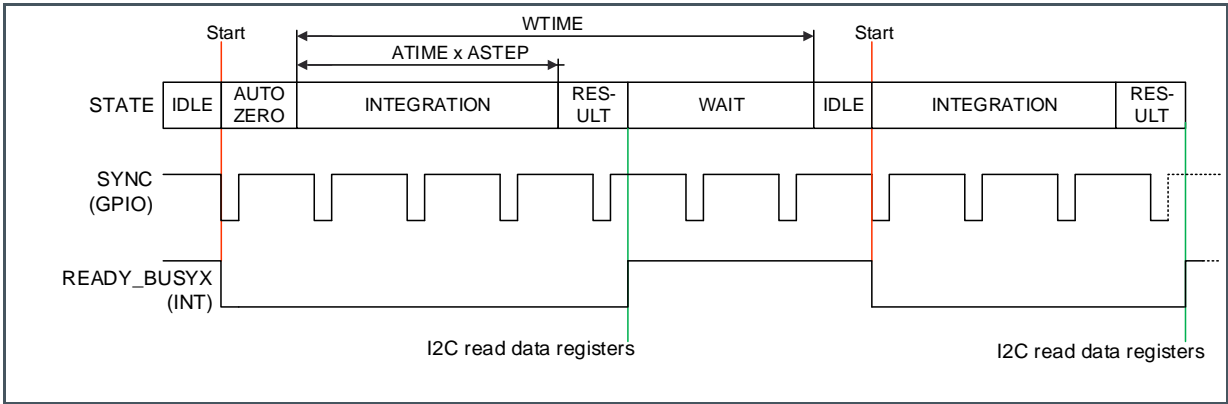 WTIME
Start
Start
ATIME x ASTEP
STATE
IDLE
AUTO
ZERO
INTEGRATION
RES-
ULT
WAIT
IDLE
INTEGRATION
RES-
ULT
SYNC
(GPIO)
READY_BUSYX
(INT)
I2C read data registers
I2C read data registers